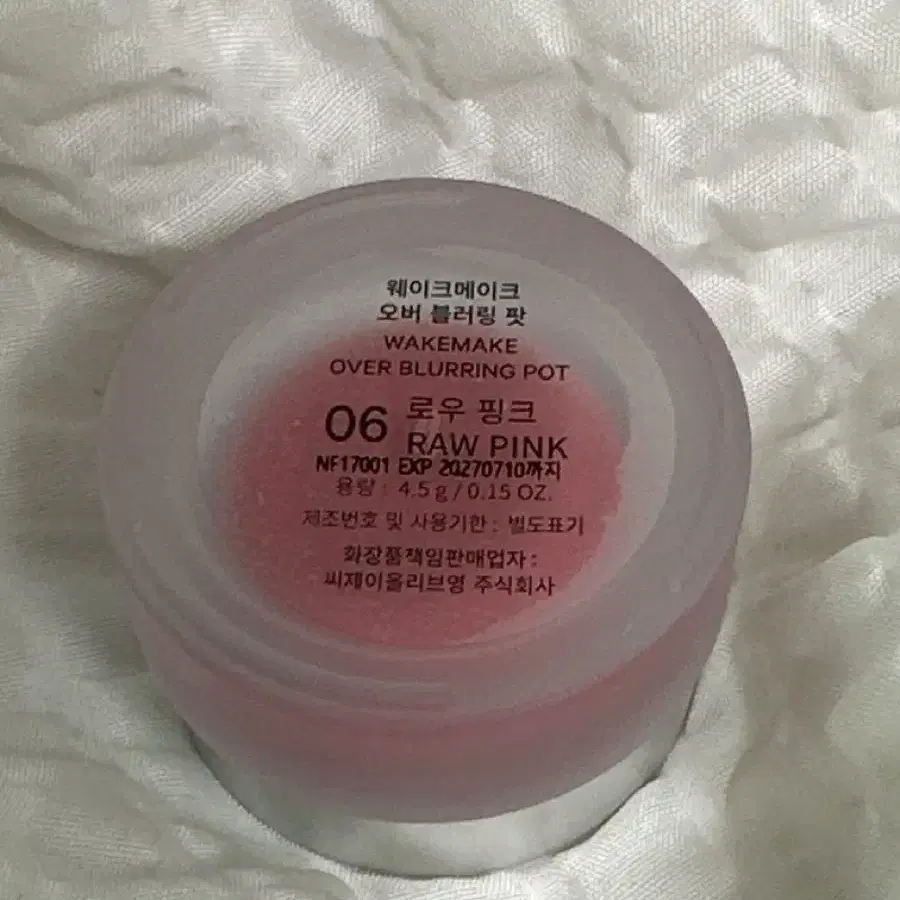 웨이크메이크
오버 블러링 팟
WAKEMAKE
OVER BLURRING POT
06 로우 핑크
RAW PINK
NF17001 EXP 20270710까지
용량 : 4.5 g / 0.15 OZ.
제조번호 및 사용기한 : 별도표기
화장품책임판매업자 :
씨제이올리브영 주식회사